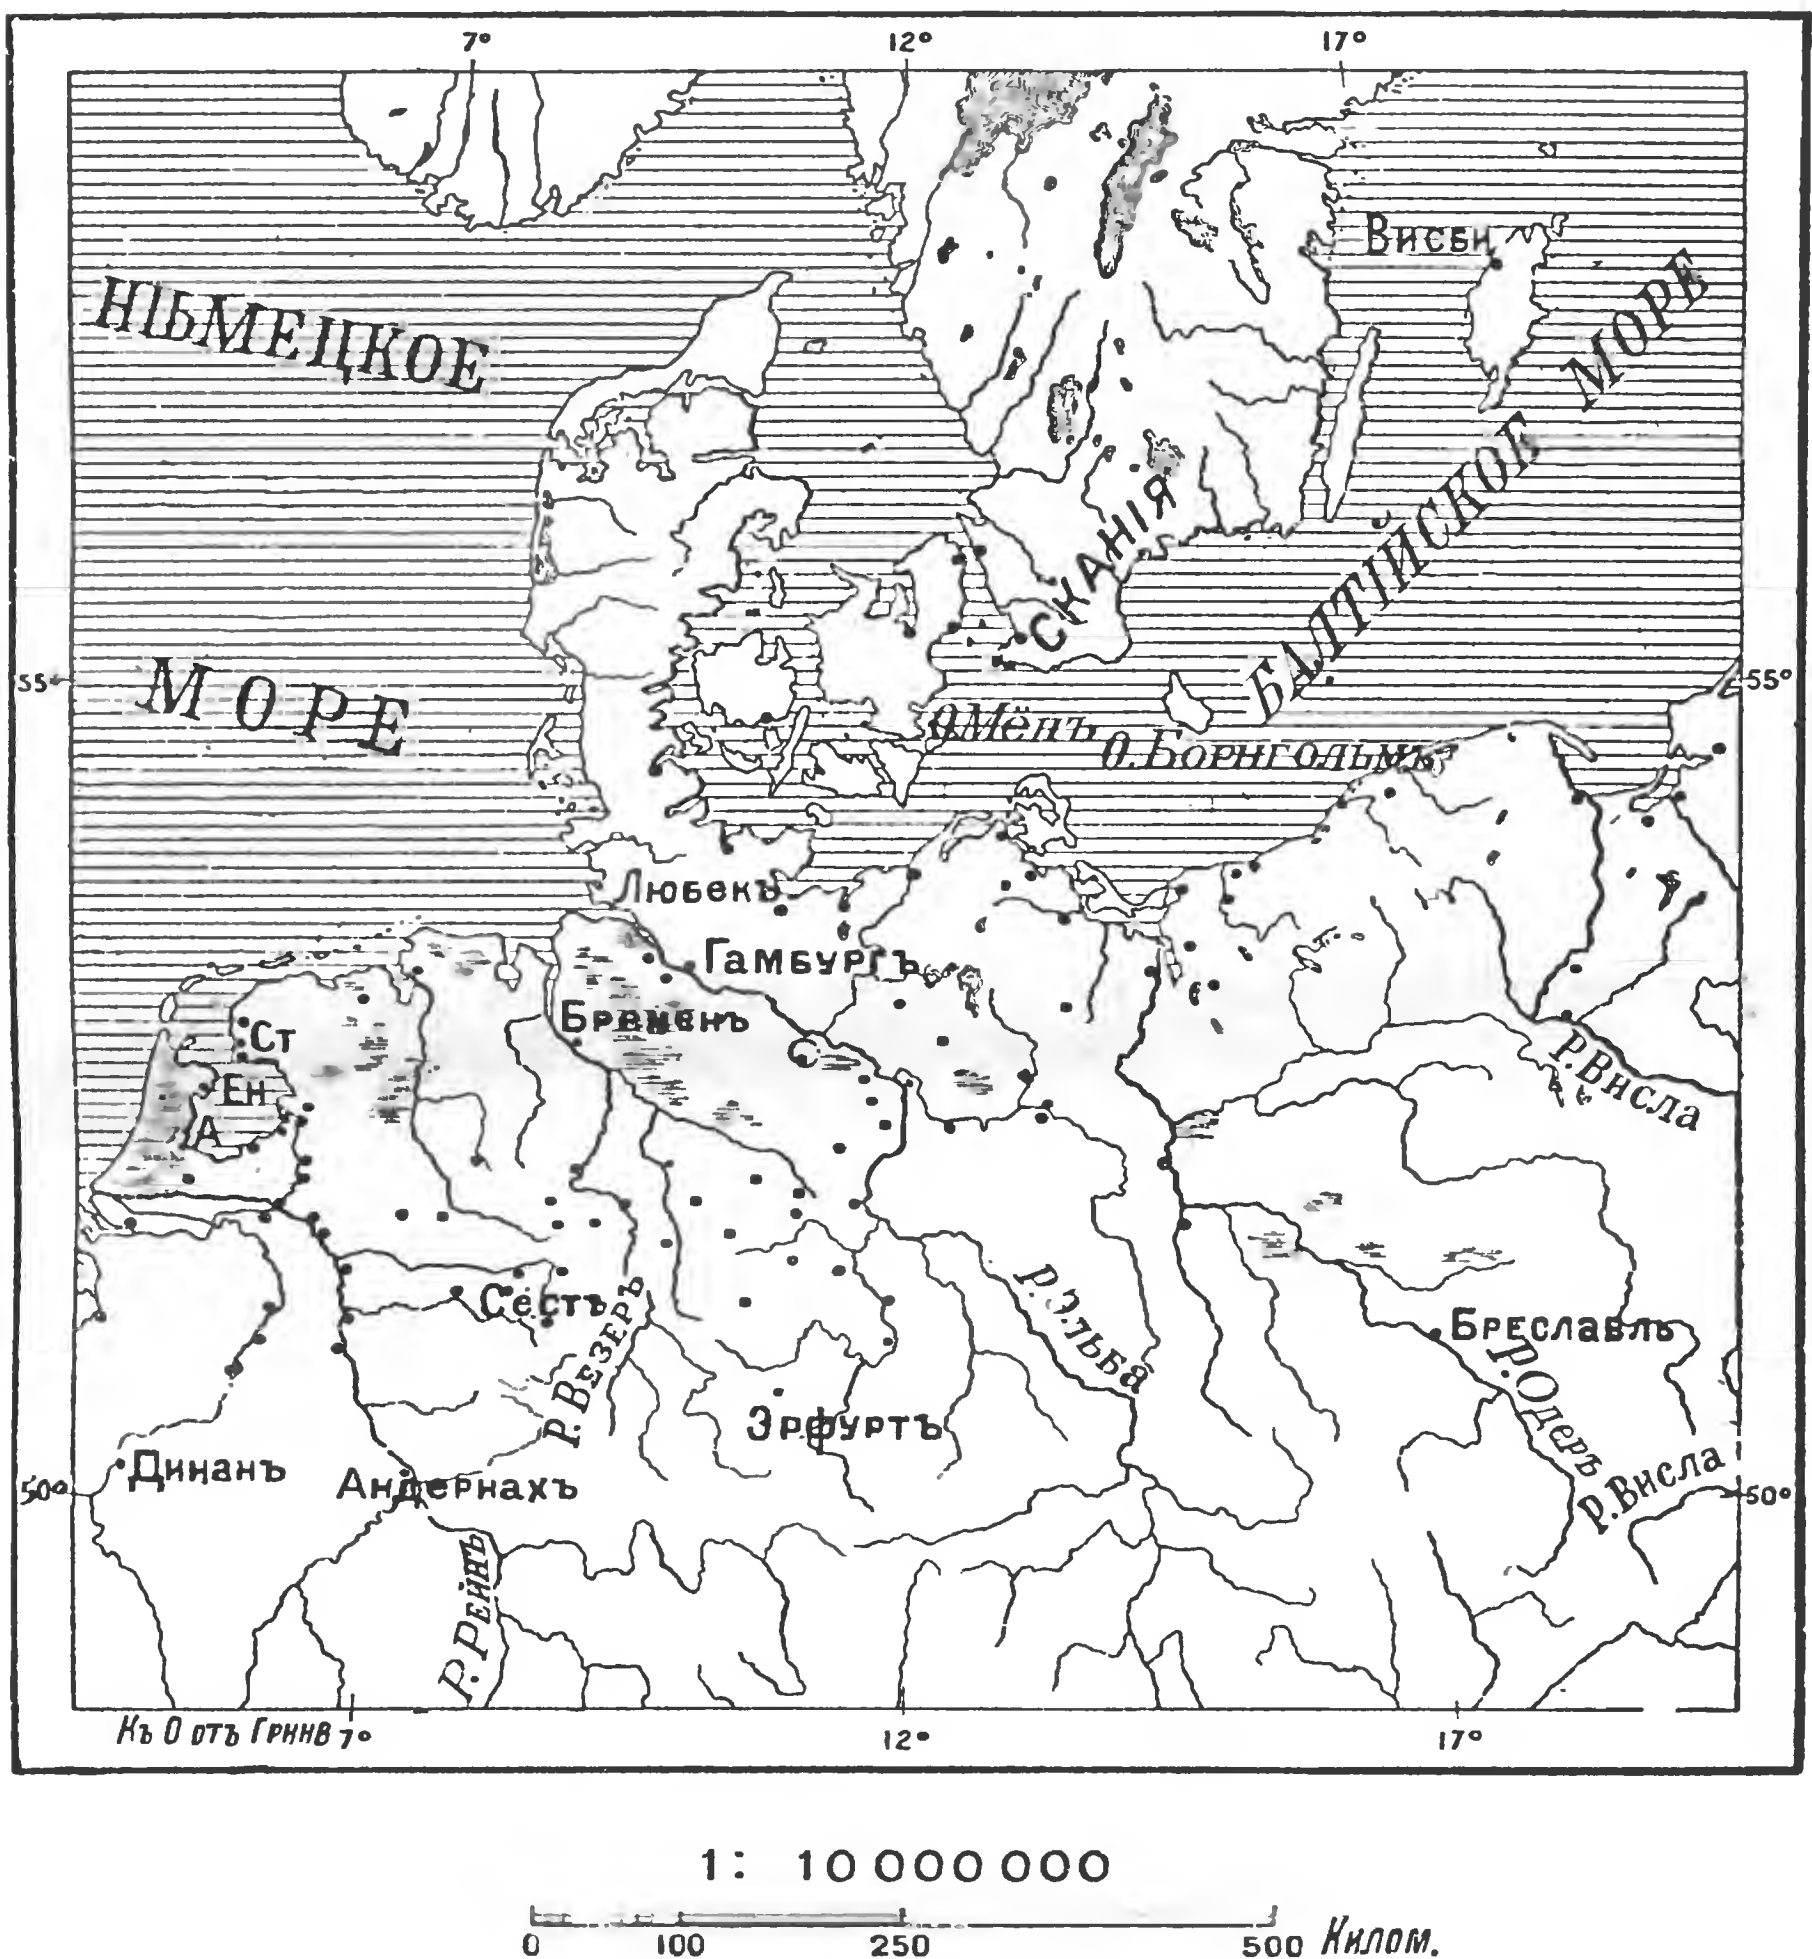 7° 12° 17°
Висби
НѢМЕЦКОЕ
МОРЕ
БАЛТІЙСКОЕ МОРЕ
СКАНІЯ
55° 55°
О.Мёнъ
О.Борнгольмъ
Любекъ
Гамбургъ
Бременъ
Ст
Ен
А
Р.Висла
Сёстъ
Р.Везеръ
Р.Эльба
Бреславль
Р.Одеръ
Эрфуртъ
Динанъ
Андернахъ
Р.Висла
50° 50°
Р.Рейнъ
Къ О отъ Гринв 7° 12° 17°
1: 10 000 000
0 100 250 500 Килом.